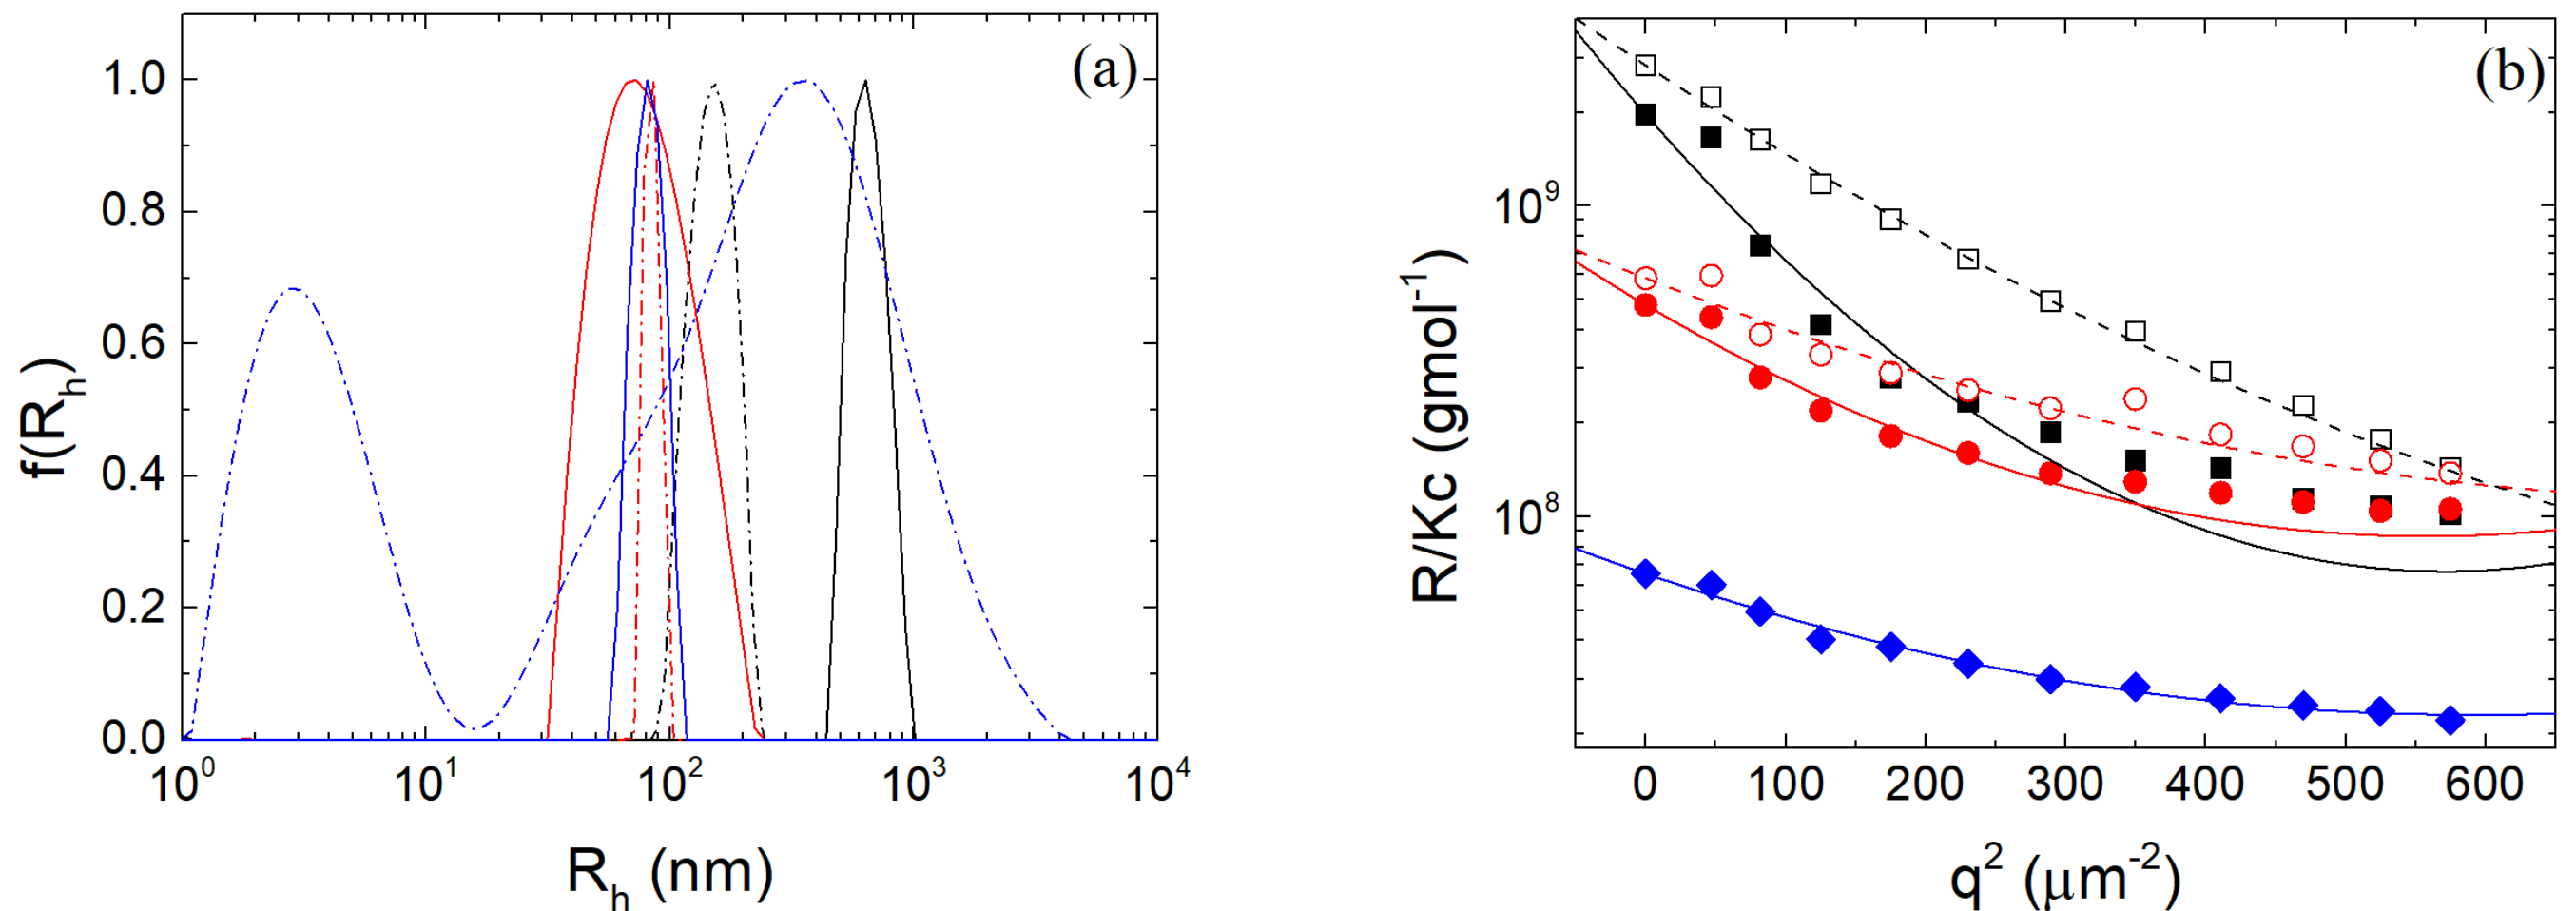 (a)
1.0
0.8
0.6
0.4
0.2
0.0
f(R_h)
10^0 10^1 10^2 10^3 10^4
R_h (nm)
(b)
10^9
10^8
R/Kc (gmol^-1)
0 100 200 300 400 500 600
q^2 (μm^-2)